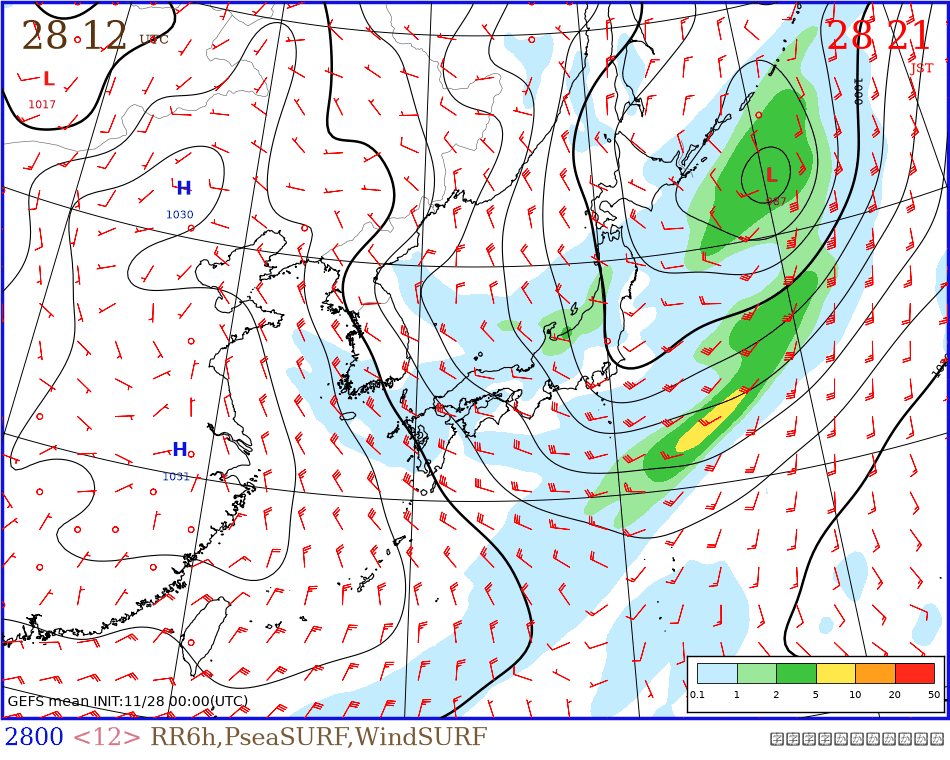 28 12 UTC
28 21
JST
L
1017
1000
H
1030
L
987
H
1031
0.1 1 2 5 10 20 50
GEFS mean INIT:11/28 00:00(UTC)
2800 <12> RR6h,PseaSURF,WindSURF